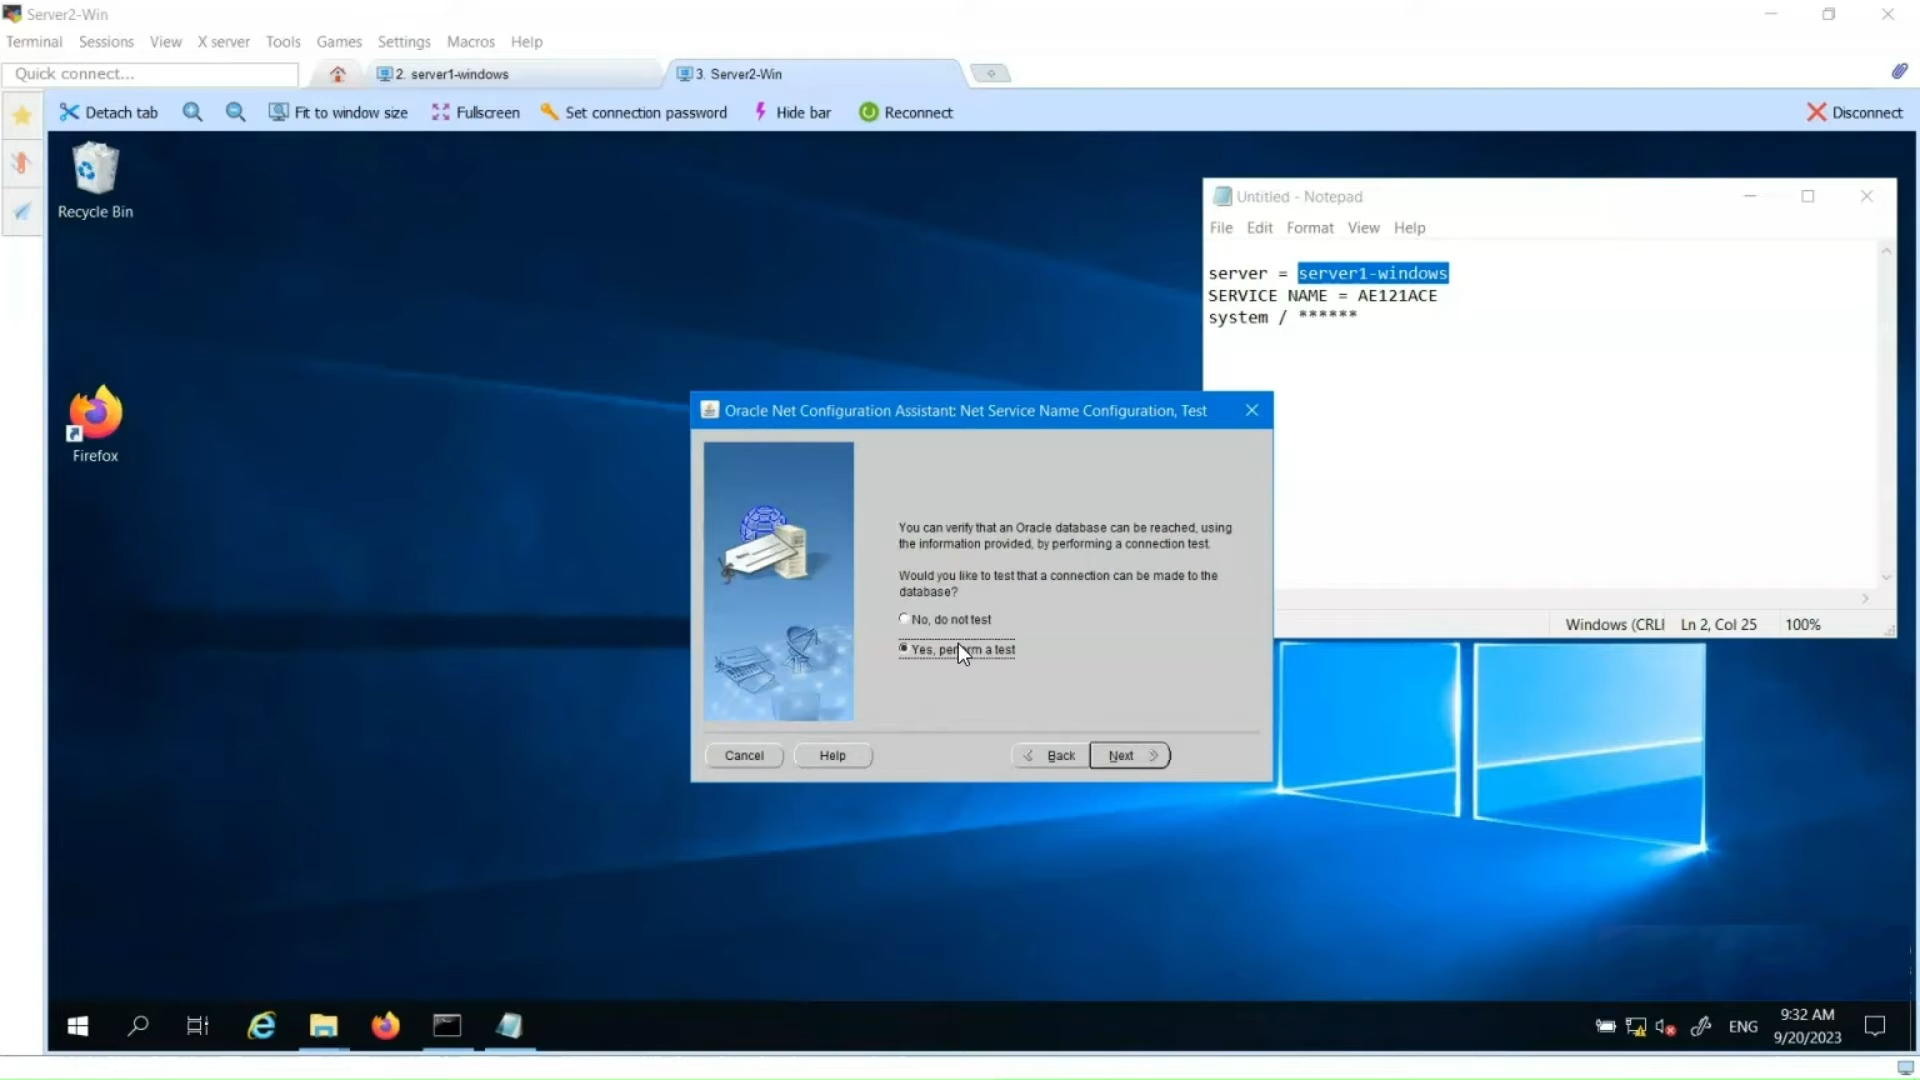 Server2-Win
Terminal Sessions View X server Tools Games Settings Macros Help
Quick connect...
2. server1-windows
3. Server2-Win
Detach tab
Fit to window size
Fullscreen
Set connection password
Hide bar
Reconnect
Disconnect
Recycle Bin
Firefox
Untitled - Notepad
File Edit Format View Help
server = server1-windows
SERVICE NAME = AE121ACE
system / ******
Windows (CRLI Ln 2, Col 25 100%
Oracle Net Configuration Assistant: Net Service Name Configuration, Test
You can verify that an Oracle database can be reached, using
the information provided, by performing a connection test.
Would you like to test that a connection can be made to the
database?
No, do not test
Yes, perform a test
Cancel
Help
Back
Next
ENG
9:32 AM
9/20/2023